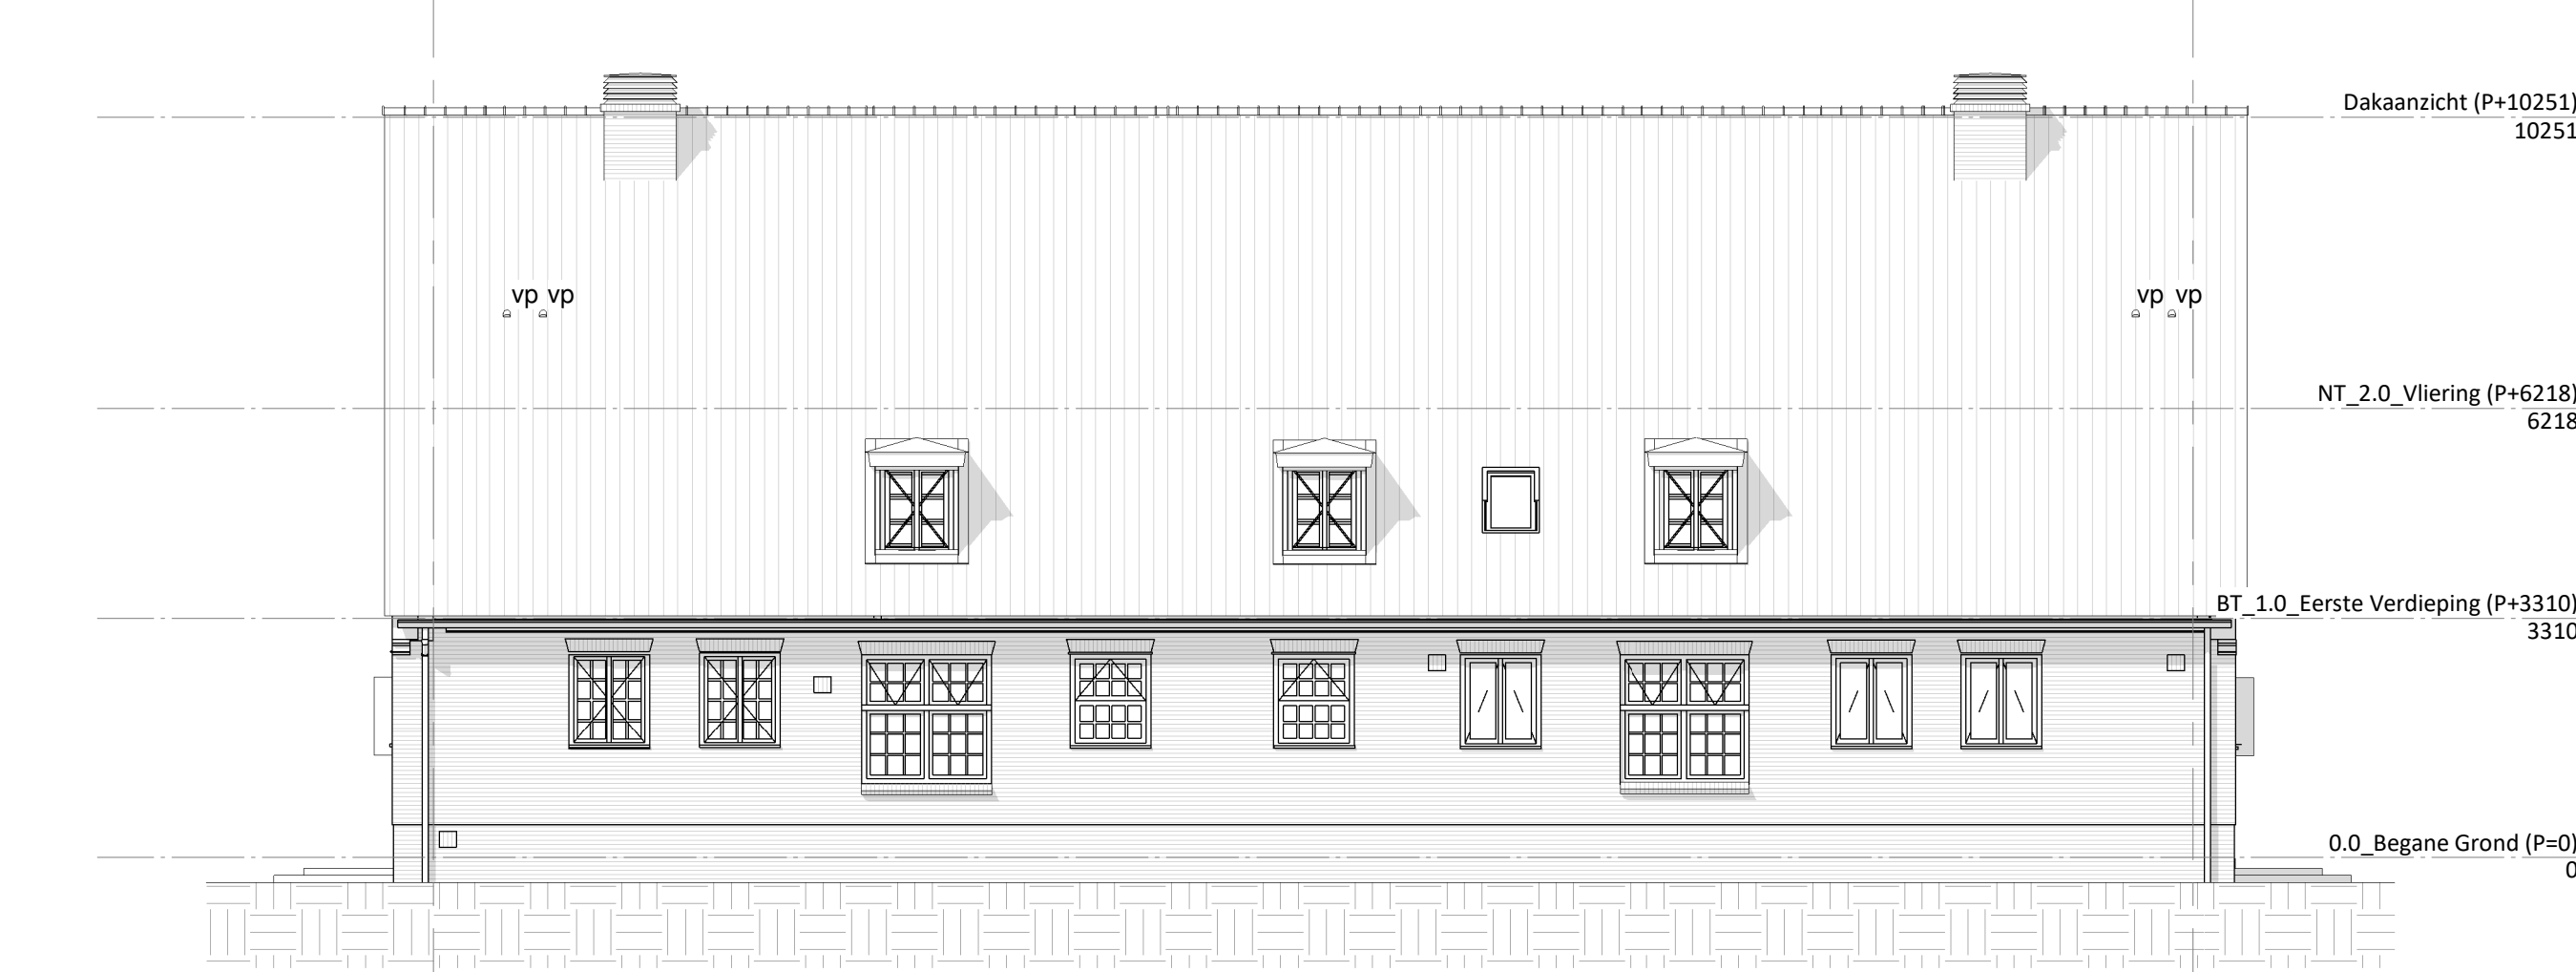 Dakaanzicht (P+10251)
10251
vp vp
vp vp
NT_2.0_Vliering (P+6218)
6218
BT_1.0_Eerste Verdieping (P+3310)
3310
0.0_Begane Grond (P=0)
0